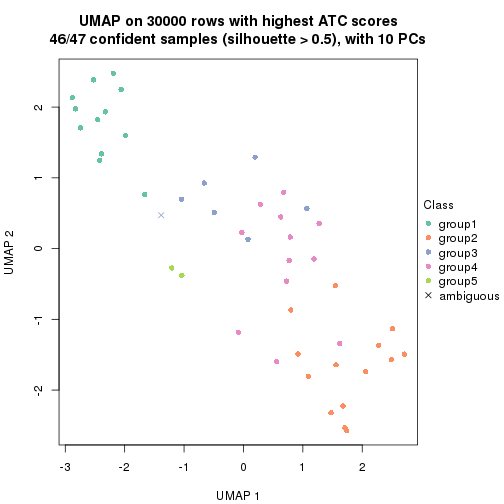 UMAP on 30000 rows with highest ATC scores
46/47 confident samples (silhouette > 0.5), with 10 PCs
UMAP 2
2
1
0
-1
-2
-3
-2
-1
0
1
2
UMAP 1
Class
group1
group2
group3
group4
group5
ambiguous